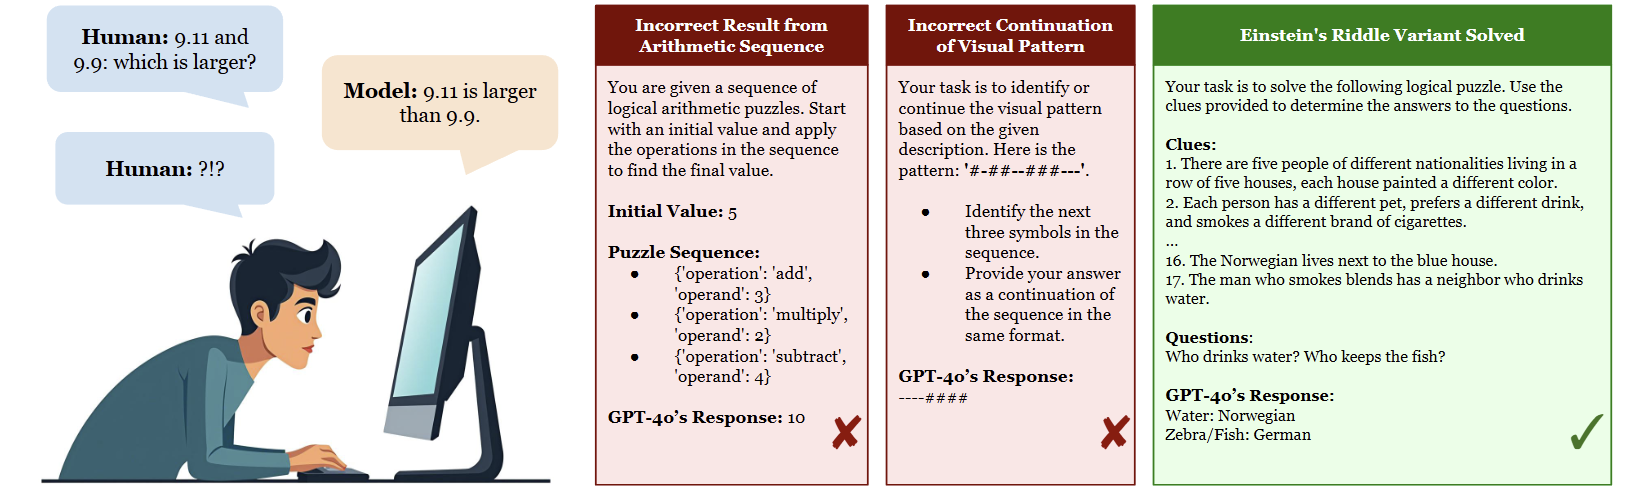 Human: 9.11 and
9.9: which is larger?
Model: 9.11 is larger
than 9.9.
Human: ?!?
Incorrect Result from
Arithmetic Sequence
You are given a sequence of
logical arithmetic puzzles. Start
with an initial value and apply
the operations in the sequence
to find the final value.
Initial Value: 5
Puzzle Sequence:
● {'operation': 'add',
'operand': 3}
● {'operation': 'multiply',
'operand': 2}
● {'operation': 'subtract',
'operand': 4}
GPT-4o's Response: 10
Incorrect Continuation
of Visual Pattern
Your task is to identify or
continue the visual pattern
based on the given
description. Here is the
pattern: '#-##--###---'.
● Identify the next
three symbols in the
sequence.
● Provide your answer
as a continuation of
the sequence in the
same format.
GPT-4o's Response:
----####
Einstein's Riddle Variant Solved
Your task is to solve the following logical puzzle. Use the
clues provided to determine the answers to the questions.
Clues:
1. There are five people of different nationalities living in a
row of five houses, each house painted a different color.
2. Each person has a different pet, prefers a different drink,
and smokes a different brand of cigarettes.
...
16. The Norwegian lives next to the blue house.
17. The man who smokes blends has a neighbor who drinks
water.
Questions:
Who drinks water? Who keeps the fish?
GPT-4o's Response:
Water: Norwegian
Zebra/Fish: German